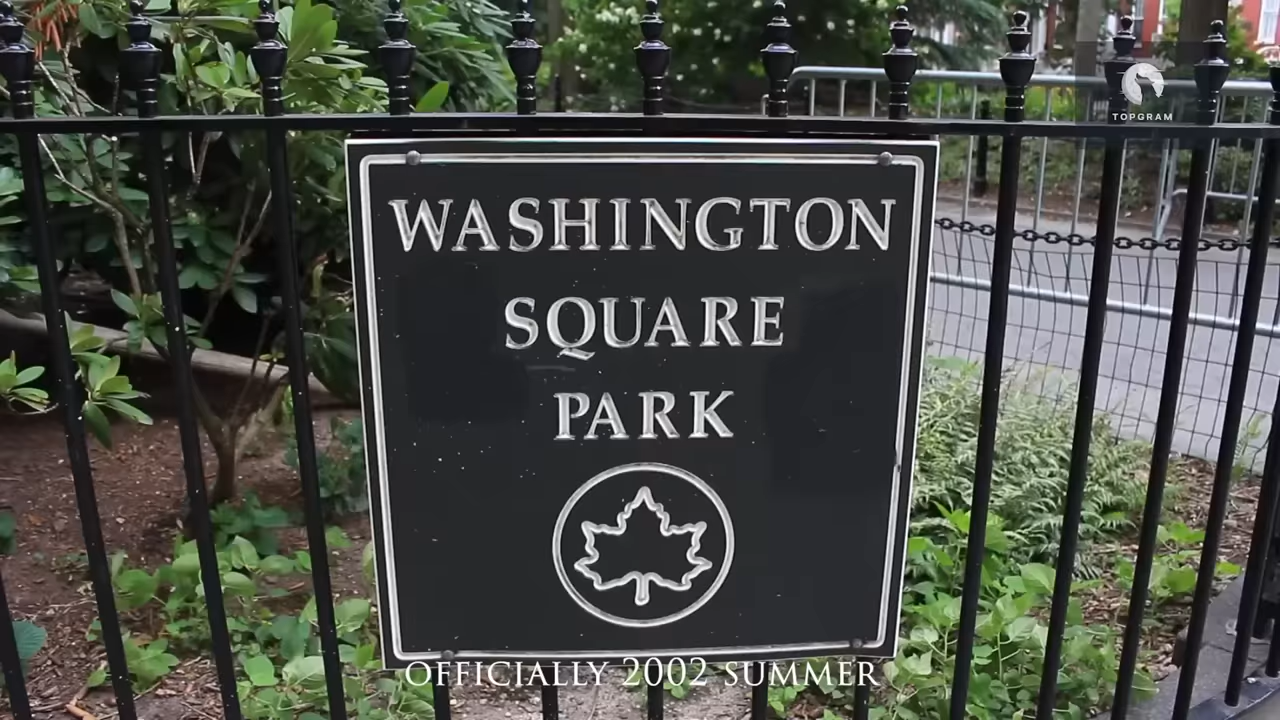 TOPGRAM
WASHINGTON
SQUARE
PARK
OFFICIALLY 2002 SUMMER